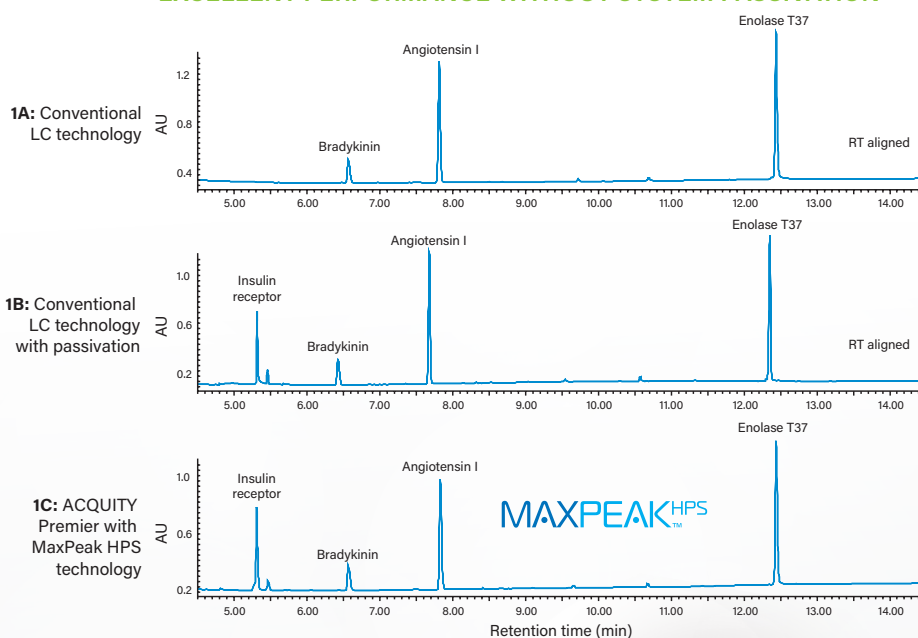 EXCELLENT PERFORMANCE WITHOUT SYSTEM PASSIVATION
1A: Conventional
LC technology
AU
1.2
0.8
0.4
Bradykinin
Angiotensin I
Enolase T37
RT aligned
5.00 6.00 7.00 8.00 9.00 10.00 11.00 12.00 13.00 14.00
1B: Conventional
LC technology
with passivation
AU
1.0
0.6
0.2
Insulin
receptor
Bradykinin
Angiotensin I
Enolase T37
RT aligned
5.00 6.00 7.00 8.00 9.00 10.00 11.00 12.00 13.00 14.00
1C: ACQUITY
Premier with
MaxPeak HPS
technology
AU
1.0
0.6
0.2
Insulin
receptor
Bradykinin
Angiotensin I
MAXPEAK HPS ™
Enolase T37
5.00 6.00 7.00 8.00 9.00 10.00 11.00 12.00 13.00 14.00
Retention time (min)